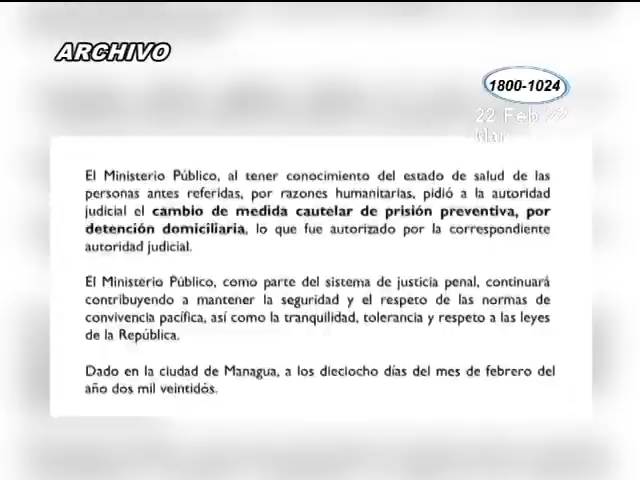 ARCHIVO
1800-1024
22 Feb 22
Mar
El Ministerio Público, al tener conocimiento del estado de salud de las
personas antes referidas, por razones humanitarias, pidió a la autoridad
judicial el cambio de medida cautelar de prisión preventiva, por
detención domiciliaria, lo que fue autorizado por la correspondiente
autoridad judicial.
El Ministerio Público, como parte del sistema de justicia penal, continuará
contribuyendo a mantener la seguridad y el respeto de las normas de
convivencia pacífica, así como la tranquilidad, tolerancia y respeto a las leyes
de la República.
Dado en la ciudad de Managua, a los dieciocho días del mes de febrero del
año dos mil veintidós.